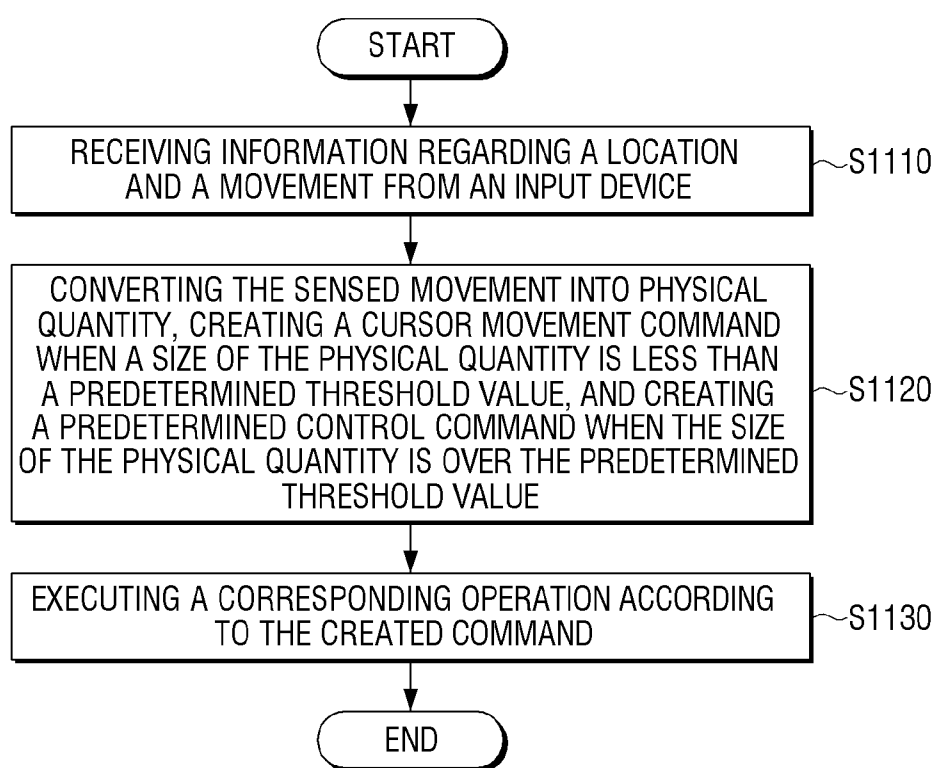 START
RECEIVING INFORMATION REGARDING A LOCATION
AND A MOVEMENT FROM AN INPUT DEVICE
S1110
CONVERTING THE SENSED MOVEMENT INTO PHYSICAL
QUANTITY, CREATING A CURSOR MOVEMENT COMMAND
WHEN A SIZE OF THE PHYSICAL QUANTITY IS LESS THAN
A PREDETERMINED THRESHOLD VALUE, AND CREATING
A PREDETERMINED CONTROL COMMAND WHEN THE SIZE
OF THE PHYSICAL QUANTITY IS OVER THE PREDETERMINED
THRESHOLD VALUE
S1120
EXECUTING A CORRESPONDING OPERATION ACCORDING
TO THE CREATED COMMAND
S1130
END